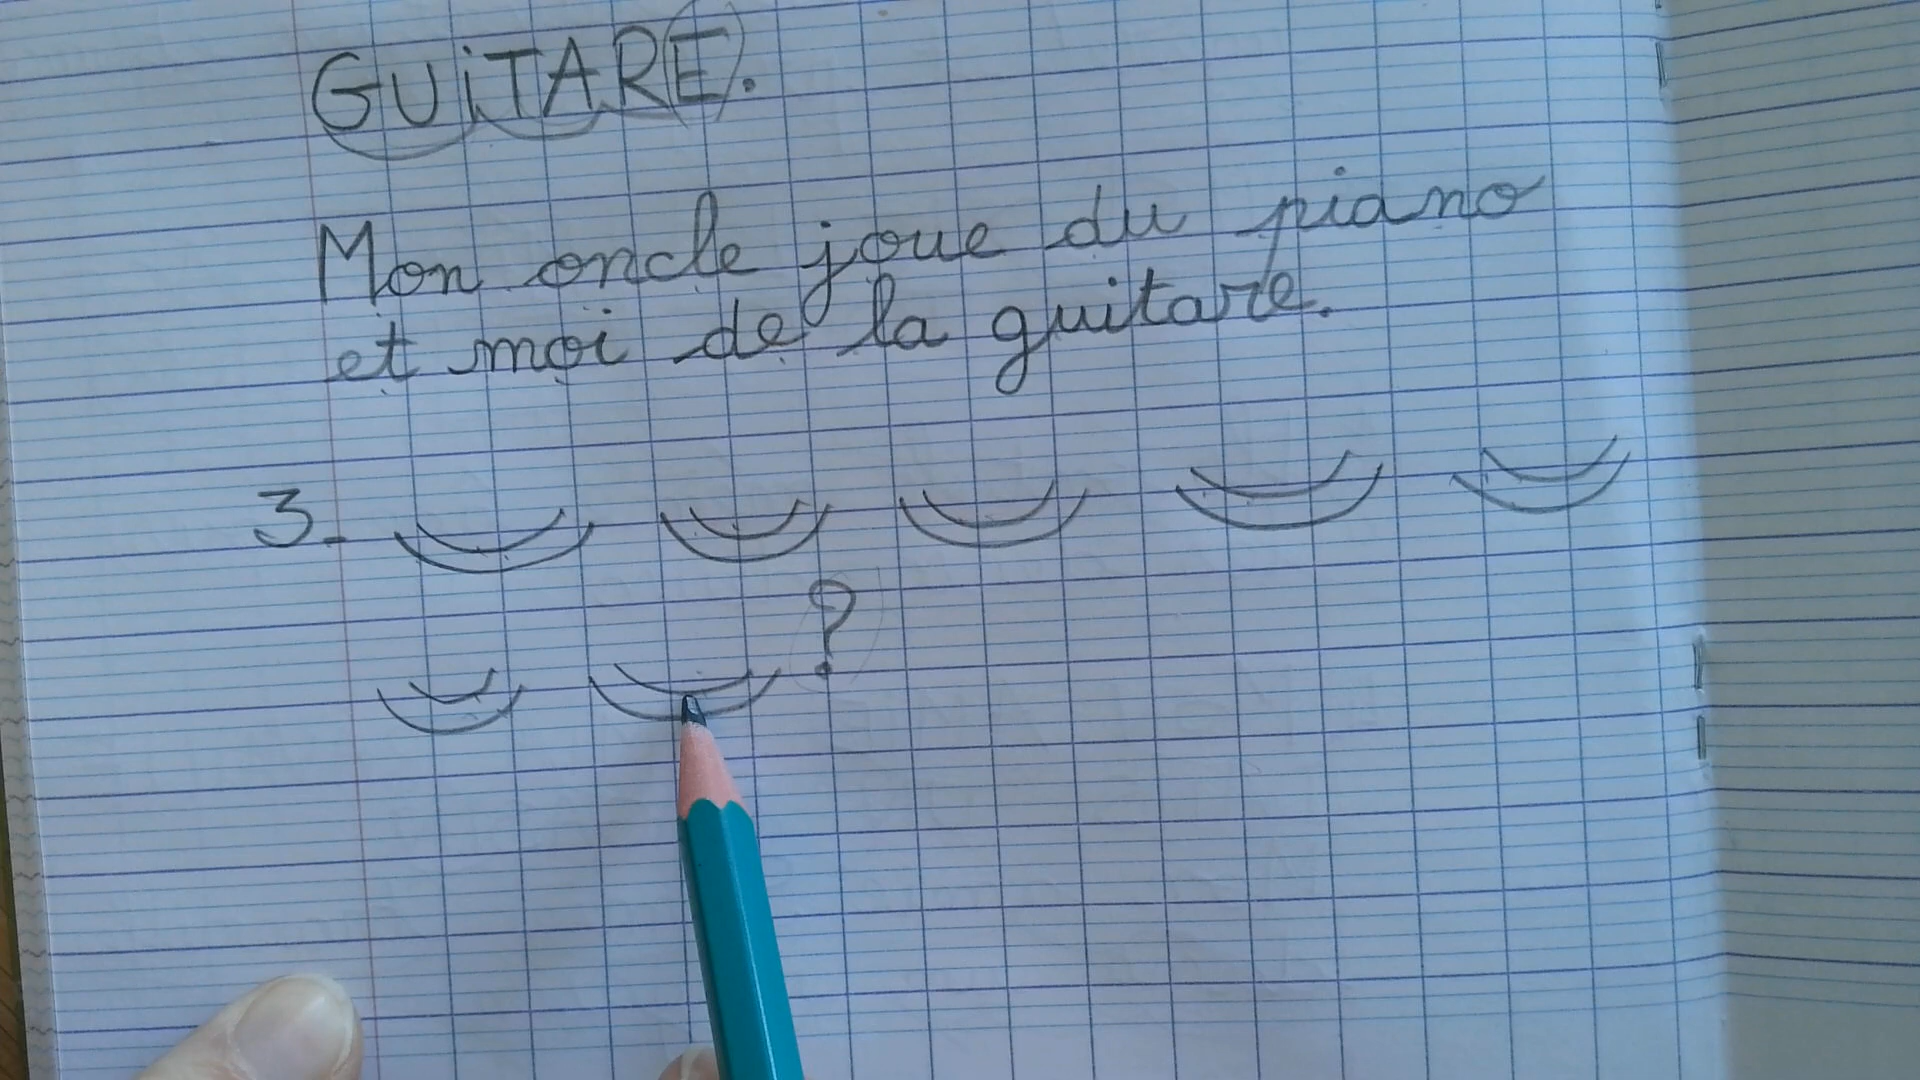 GUiTARE.
Mon oncle joue du piano
et moi de la guitare.
3-
?